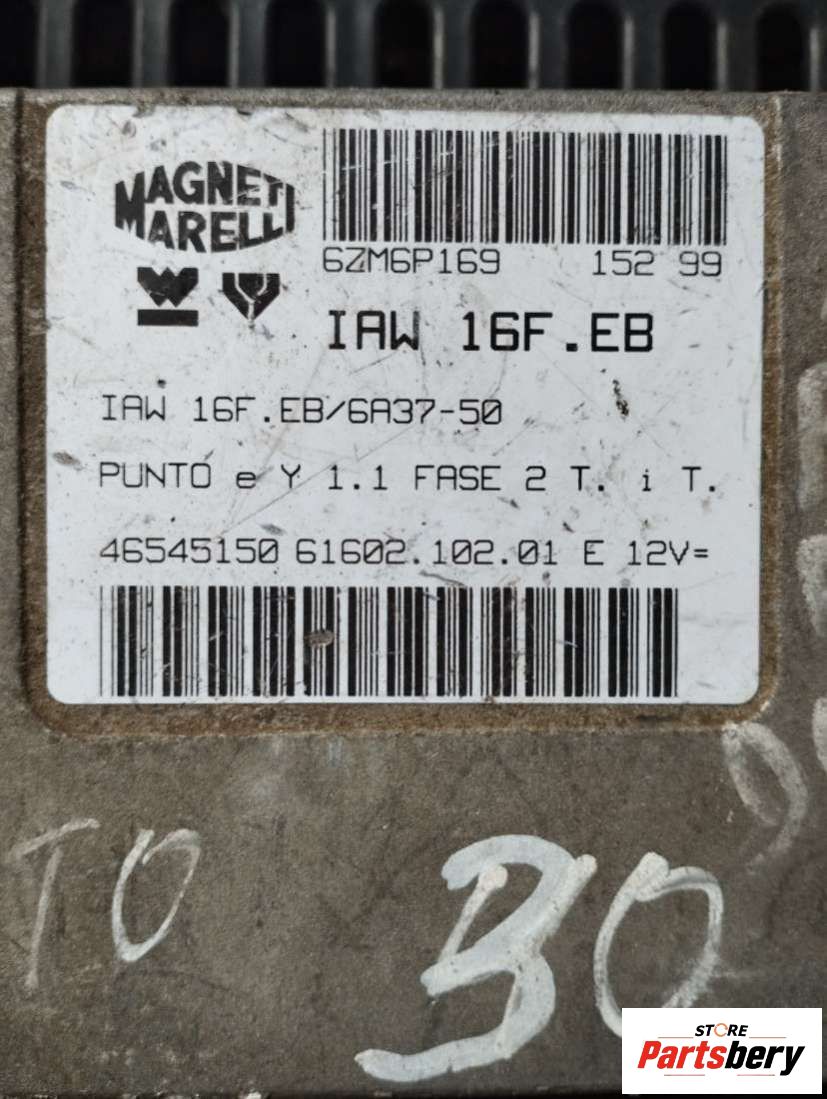 MAGNETI
MARELLI
6ZM6P169 152 99
IAW 16F.EB
IAW 16F.EB/6A37-50
PUNTO e Y 1.1 FASE 2 T. i T.
46545150 61602.102.01 E 12V=
TO
30
STORE
Partsbery